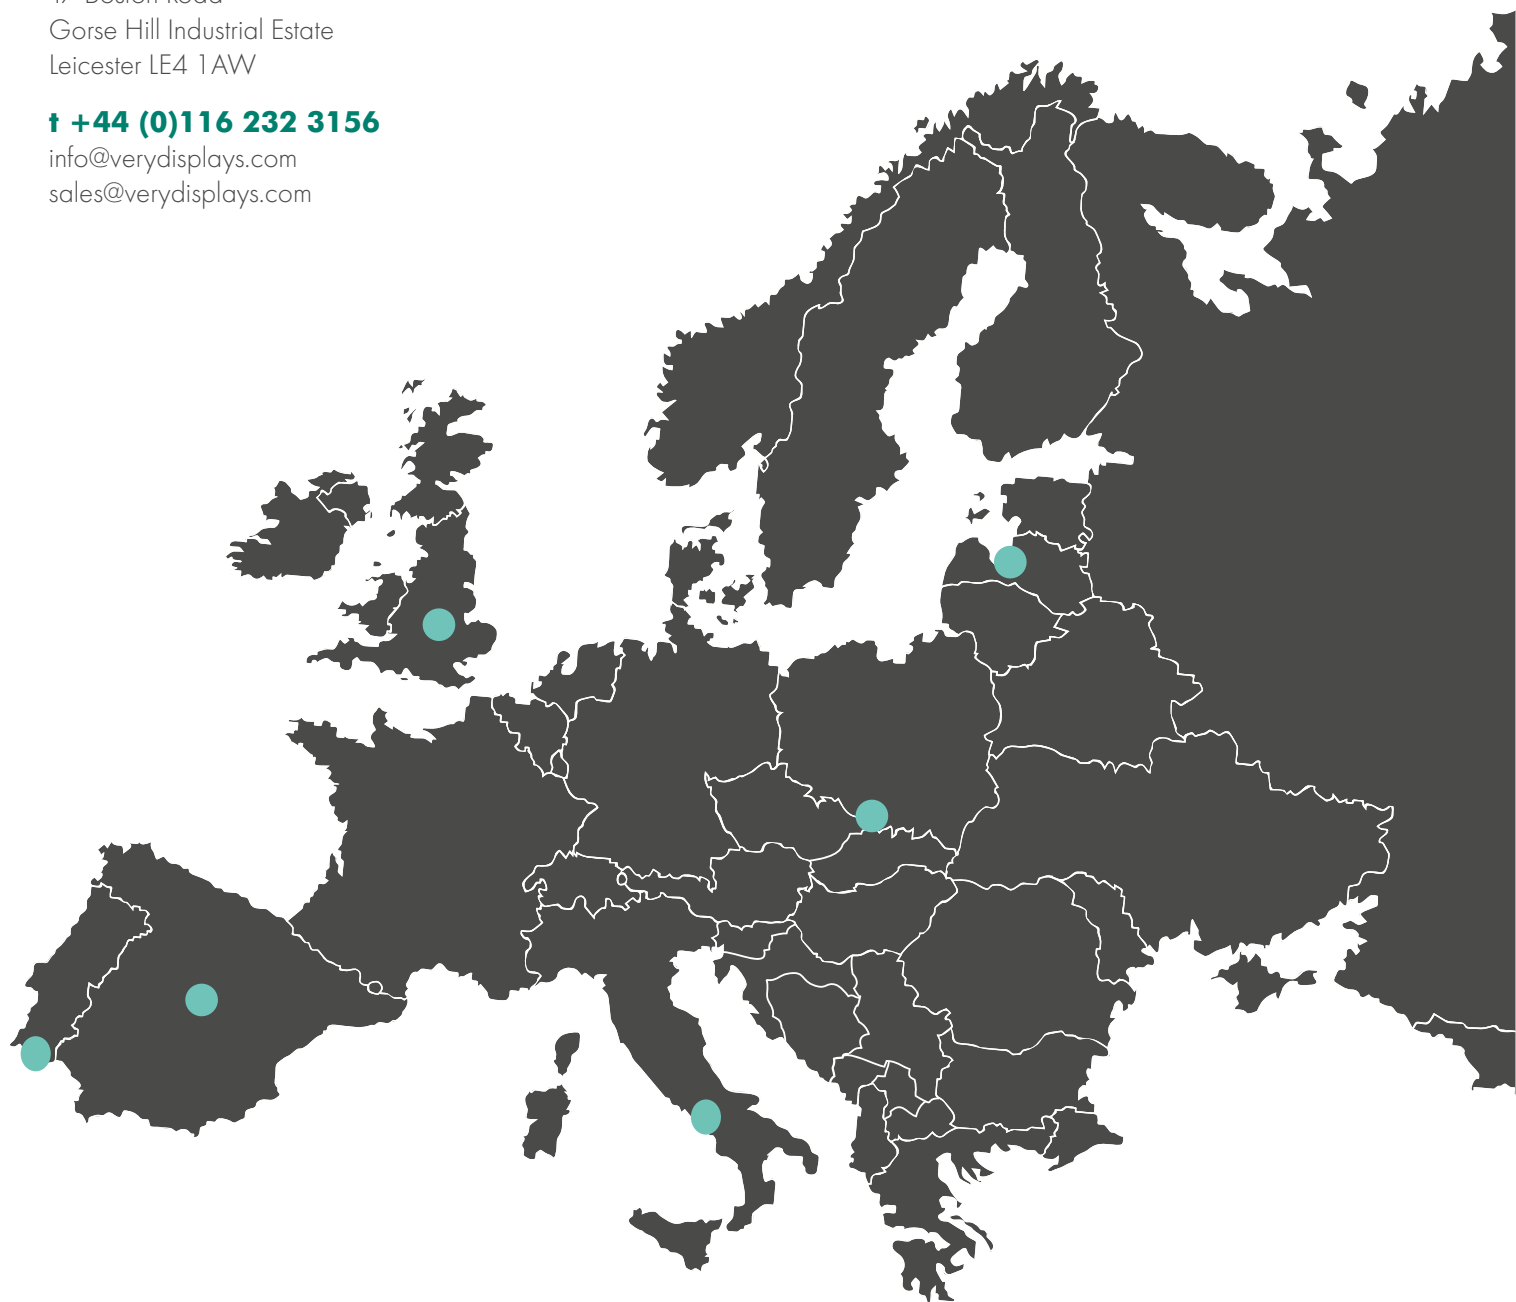 Gorse Hill Industrial Estate
Leicester LE4 1AW
t +44 (0)116 232 3156
info@verydisplays.com
sales@verydisplays.com